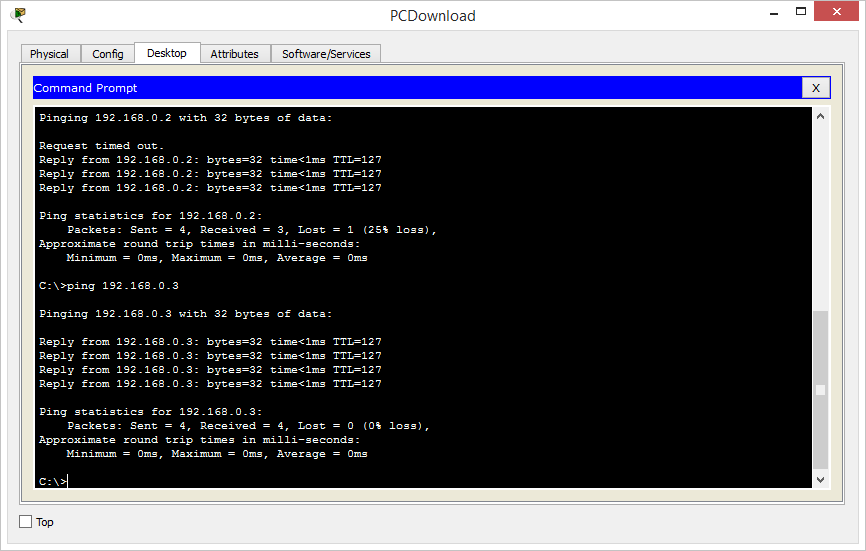 PCDownload
Physical Config Desktop Attributes Software/Services
Command Prompt X
Pinging 192.168.0.2 with 32 bytes of data:
Request timed out.
Reply from 192.168.0.2: bytes=32 time<1ms TTL=127
Reply from 192.168.0.2: bytes=32 time<1ms TTL=127
Reply from 192.168.0.2: bytes=32 time<1ms TTL=127
Ping statistics for 192.168.0.2:
Packets: Sent = 4, Received = 3, Lost = 1 (25% loss),
Approximate round trip times in milli-seconds:
Minimum = 0ms, Maximum = 0ms, Average = 0ms
C:\>ping 192.168.0.3
Pinging 192.168.0.3 with 32 bytes of data:
Reply from 192.168.0.3: bytes=32 time<1ms TTL=127
Reply from 192.168.0.3: bytes=32 time<1ms TTL=127
Reply from 192.168.0.3: bytes=32 time<1ms TTL=127
Reply from 192.168.0.3: bytes=32 time<1ms TTL=127
Ping statistics for 192.168.0.3:
Packets: Sent = 4, Received = 4, Lost = 0 (0% loss),
Approximate round trip times in milli-seconds:
Minimum = 0ms, Maximum = 0ms, Average = 0ms
C:\>
Top